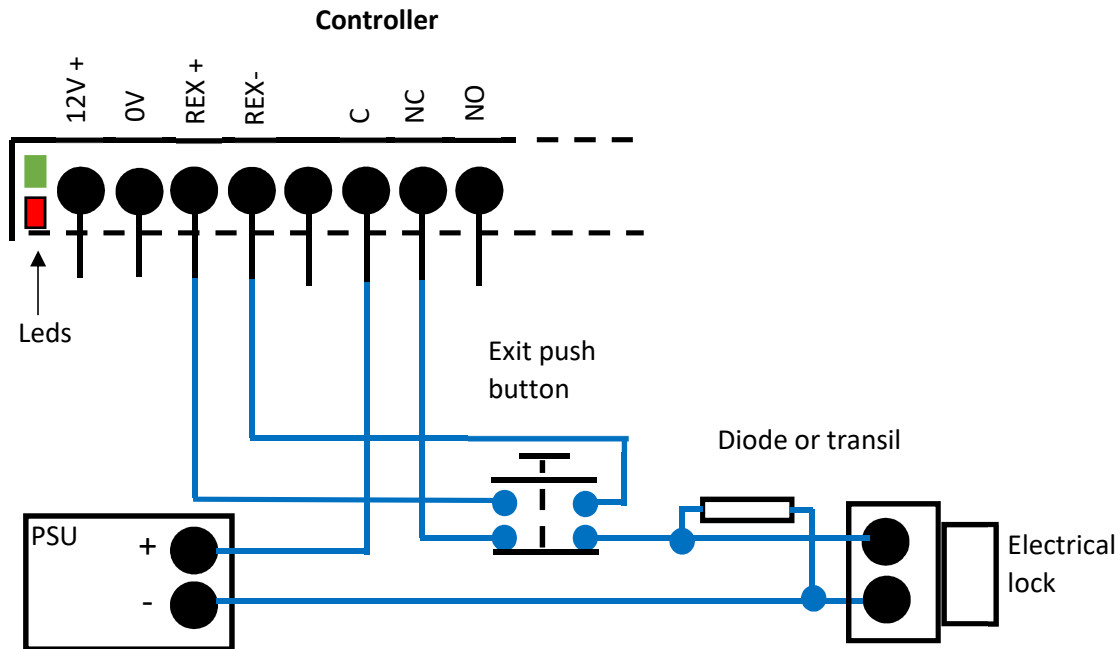 Controller
12V +
0V
REX +
REX-
C
NC
NO
Leds
Exit push
button
Diode or transil
PSU
+
-
Electrical
lock